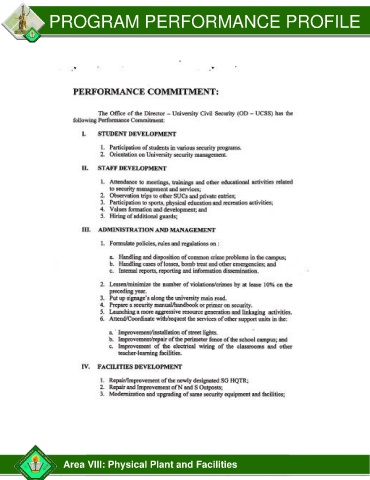 PROGRAM PERFORMANCE PROFILE
PERFORMANCE COMMITMENT:
The Office of the Director – University Civil Security (OD – UCSS) has the
following Performance Commitment:
I. STUDENT DEVELOPMENT
1. Participation of students in various security programs.
2. Orientation on University security management.
II. STAFF DEVELOPMENT
1. Attendance to meetings, trainings and other educational activities related
to security management and services;
2. Observation trips to other SUCs and private entries;
3. Participation to sports, physical education and recreation activities;
4. Values formation and development; and
5. Hiring of additional guards;
III. ADMINISTRATION AND MANAGEMENT
1. Formulate policies, rules and regulations on :
a. Handling and disposition of common crime problems in the campus;
b. Handling cases of losses, bomb treat and other emergencies; and
c. Internal reports, reporting and information dissemination.
2. Lessen/minimize the number of violations/crimes by at least 10% on the
preceding year.
3. Put up signage's along the university main road.
4. Prepare a security manual/handbook or primer on security.
5. Launching a more aggressive resource generation and linkaging activities.
6. Attend/Coordinate with/request the services of other support units in the:
a. Improvement/installation of street lights.
b. Improvement/repair of the perimeter fence of the school campus; and
c. Improvement of the electrical wiring of the classrooms and other
teacher-learning facilities.
IV. FACILITIES DEVELOPMENT
1. Repair/Improvement of the newly designated SG HQTR;
2. Repair and Improvement of N and S Outposts;
3. Modernization and upgrading of same security equipment and facilities;
Area VIII: Physical Plant and Facilities